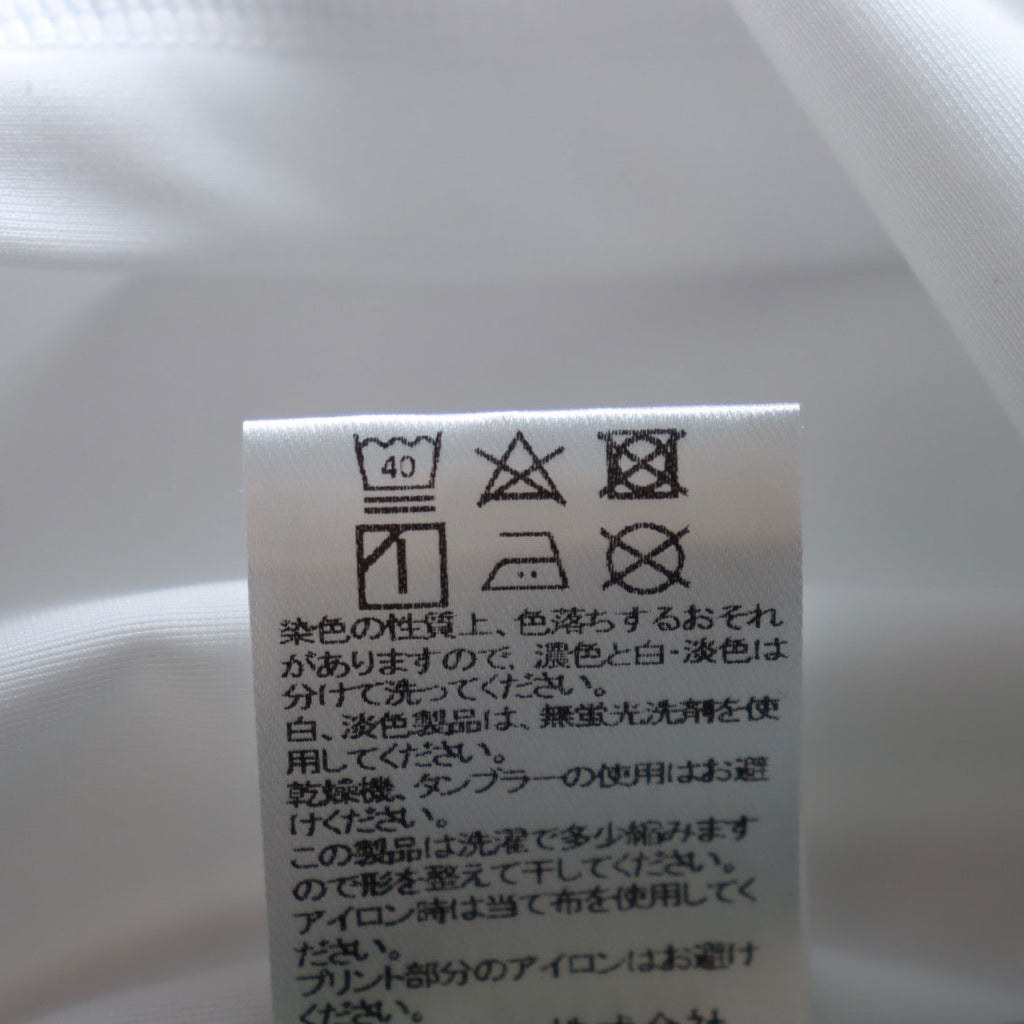 40
染色の性質上、色落ちするおそれ
がありますので、濃色と白・淡色は
分けて洗ってください。
白、淡色製品は、無蛍光洗剤を使
用してください。
乾燥機、タンブラーの使用はお避
けください。
この製品は洗濯で多少縮みます
ので形を整えて干してください。
アイロン時は当て布を使用してく
ださい。
プリント部分のアイロンはお避け
ください。
株式会社